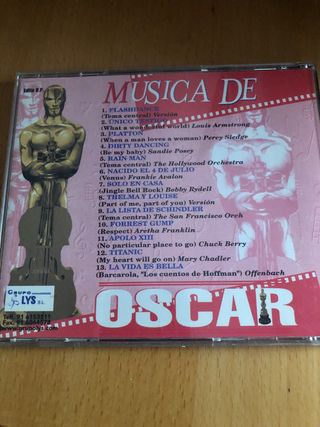 MUSICA DE
1. FLASHDANCE
(Tema central) Versión
2. UNICO TESTIGO
(What a wonderful world) Louis Armstrong
3. PLATTON
(When a man loves a woman) Percy Sledge
4. DIRTY DANCING
(Be my baby) Sandie Posey
5. RAIN MAN
(Tema central) The Hollywood Orchestra
6. NACIDO EL 4 DE JULIO
(Venus) Frankie Avalon
7. SOLO EN CASA
(Jingle Bell Rock) Bobby Rydell
8. THELMA Y LOUISE
(Part of me, part of you) Versión
9. LA LISTA DE SCHINDLER
(Tema central) The San Francisco Orch
10. FORREST GUMP
(Respect) Aretha Franklin
11. APOLO XIII
(No particular place to go) Chuck Berry
12. TITANIC
(My heart will go on) Mary Chadler
13. LA VIDA ES BELLA
(Barcarola, "Los cuentos de Hoffman") Offenbach
Grupo
LYS S.L.
OSCAR